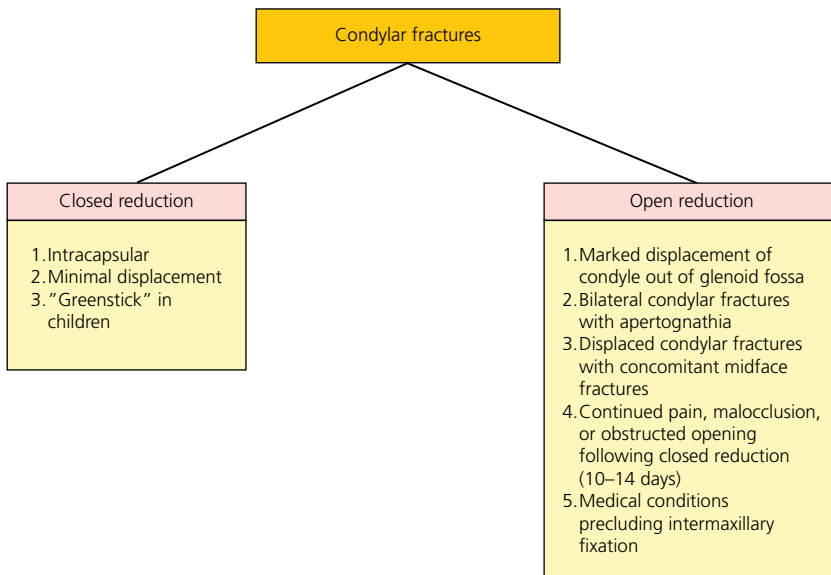 Condylar fractures
Closed reduction
1. Intracapsular
2. Minimal displacement
3. ”Greenstick” in
children
Open reduction
1. Marked displacement of
condyle out of glenoid fossa
2. Bilateral condylar fractures
with apertognathia
3. Displaced condylar fractures
with concomitant midface
fractures
4. Continued pain, malocclusion,
or obstructed opening
following closed reduction
(10–14 days)
5. Medical conditions
precluding intermaxillary
fixation